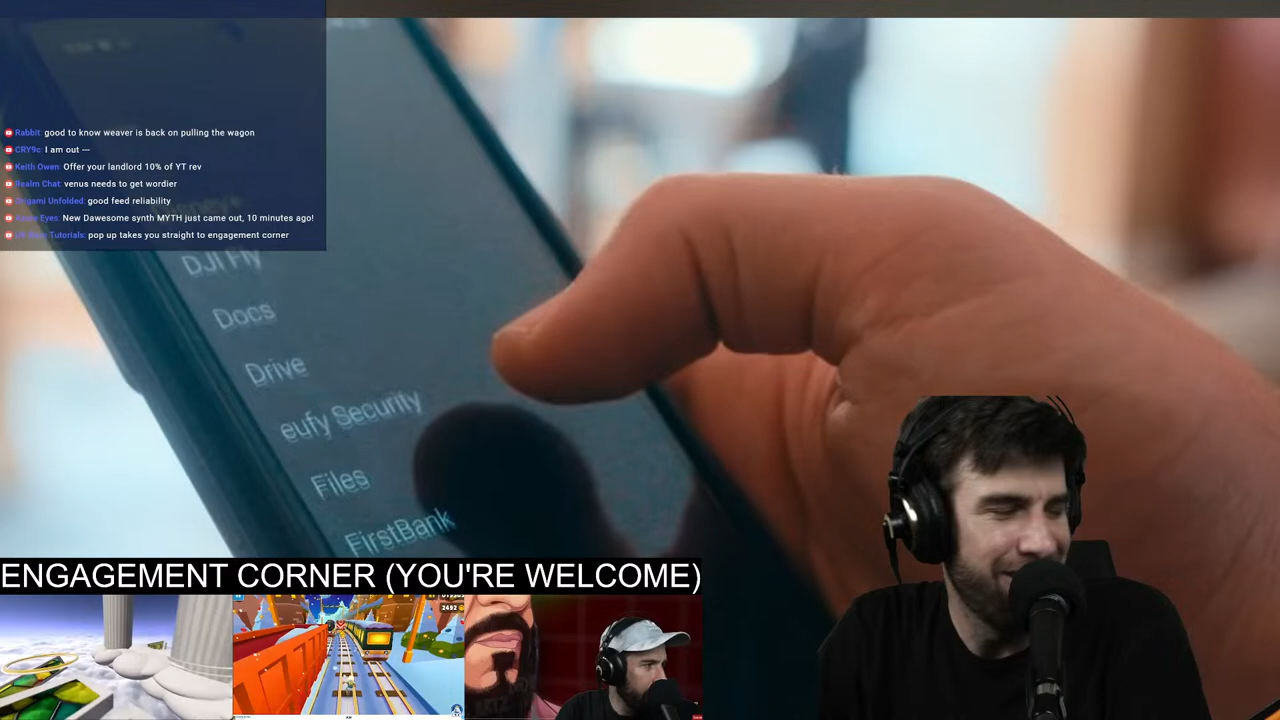 Rabbit: good to know weaver is back on pulling the wagon
CRY9c: I am out ---
Keith Owen: Offer your landlord 10% of YT rev
Realm Chat: venus needs to get wordier
Origami Unfolded: good feed reliability
Eyes: New Dawesome synth MYTH just came out, 10 minutes ago!
Tutorials: pop up takes you straight to engagement corner
DJI Fly
Docs
Drive
eufy Security
Files
FirstBank
ENGAGEMENT CORNER (YOU'RE WELCOME)
2492